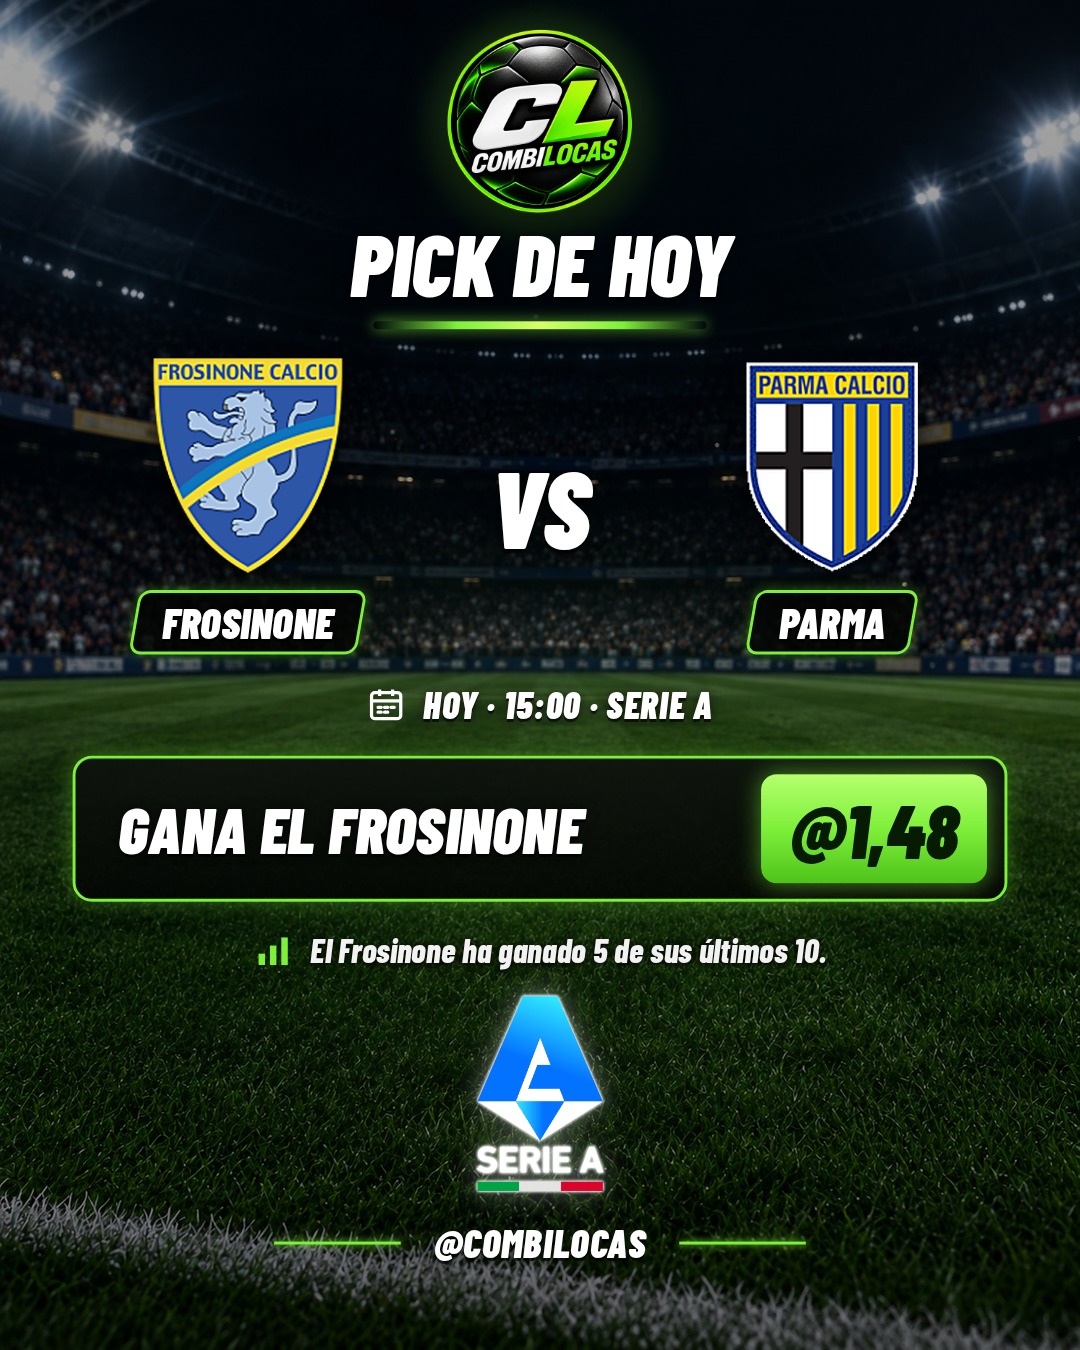 CL
COMBILOCAS
PICK DE HOY
FROSINONE CALCIO
PARMA CALCIO
VS
FROSINONE
PARMA
HOY · 15:00 · SERIE A
GANA EL FROSINONE
@1,48
El Frosinone ha ganado 5 de sus últimos 10.
SERIE A
@COMBILOCAS